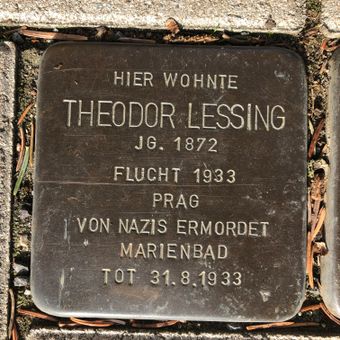 HIER WOHNTE
THEODOR LESSING
JG. 1872
FLUCHT 1933
PRAG
VON NAZIS ERMORDET
MARIENBAD
TOT 31.8.1933